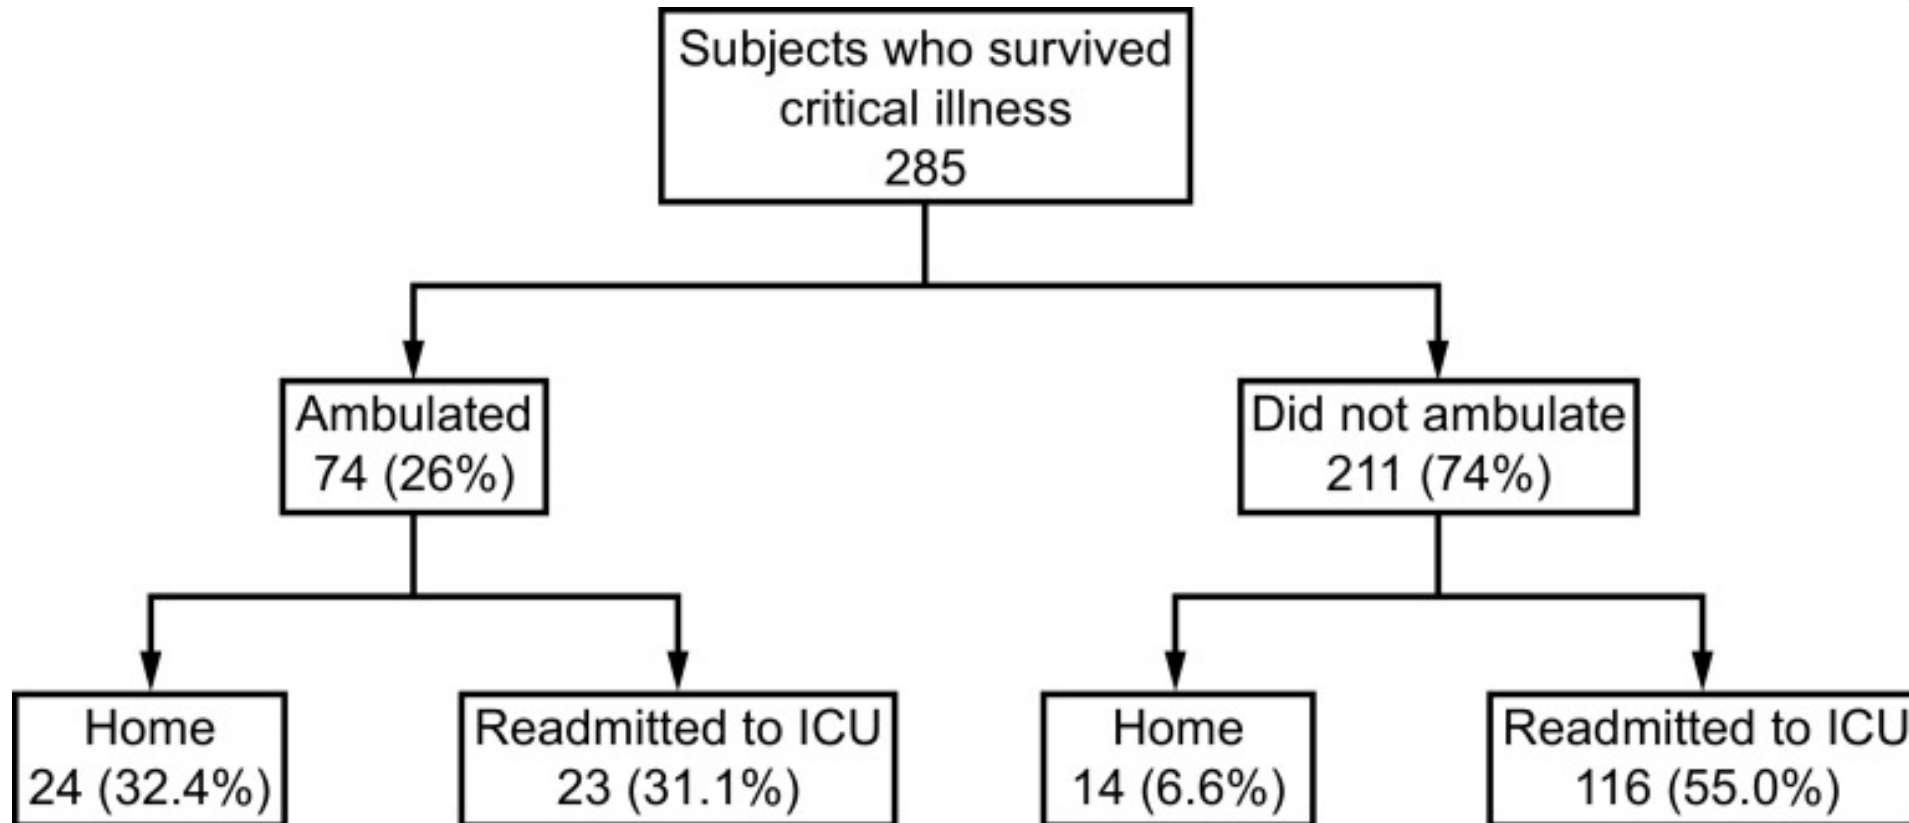 Subjects who survived
critical illness
285
Ambulated
74 (26%)
Did not ambulate
211 (74%)
Home
24 (32.4%)
Readmitted to ICU
23 (31.1%)
Home
14 (6.6%)
Readmitted to ICU
116 (55.0%)